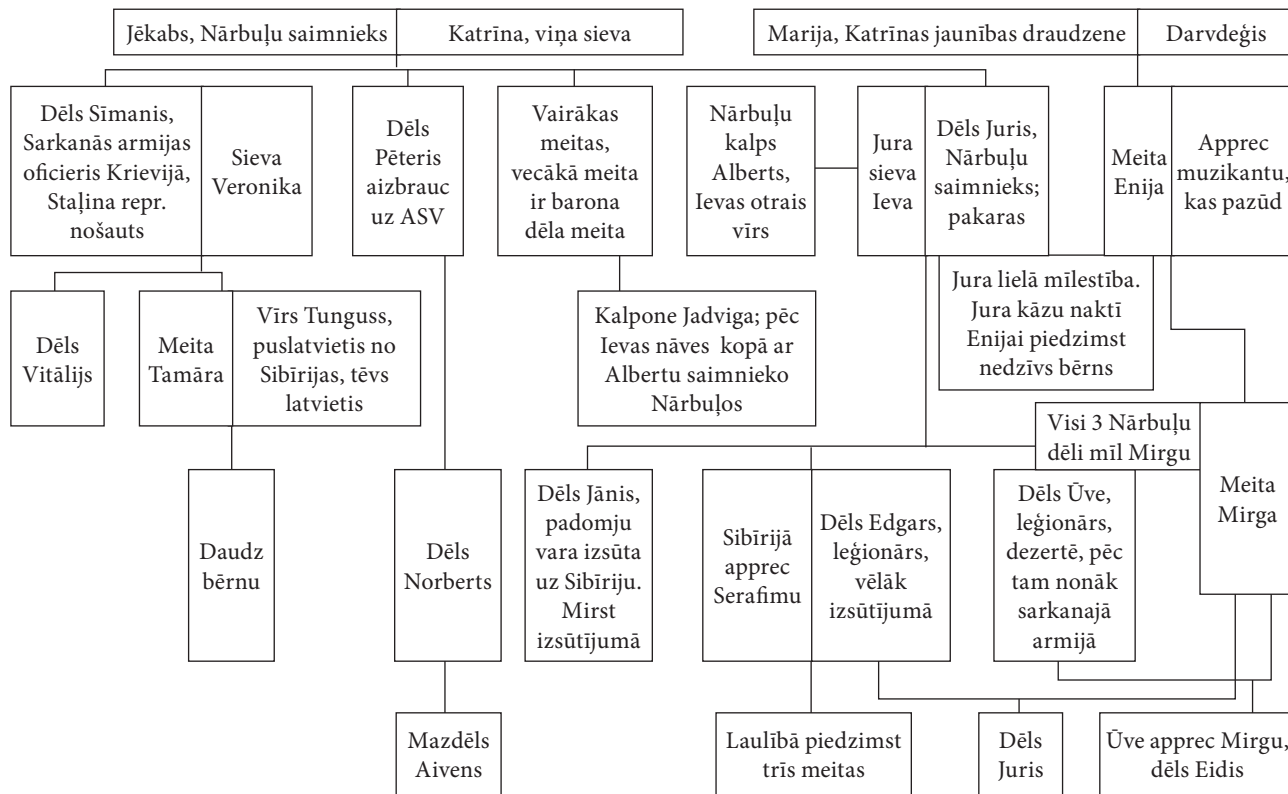 Jēkabs, Nārbuļu saimnieks
Katrīna, viņa sieva
Marija, Katrīnas jaunības draudzene
Darvdeģis
Dēls Sīmanis,
Sarkanās armijas
oficieris Krievijā,
Staļina repr.
nošauts
Sieva
Veronika
Dēls
Pēteris
aizbrauc
uz ASV
Vairākas
meitas,
vecākā meita
ir barona
dēla meita
Nārbuļu
kalps
Alberts,
Ievas otrais
vīrs
Jura
sieva
Ieva
Dēls Juris,
Nārbuļu
saimnieks;
pakaras
Meita
Enija
Apprec
muzikantu,
kas pazūd
Dēls
Vitālijs
Meita
Tamāra
Vīrs Tunguss,
puslatvietis no
Sibīrijas, tēvs
latvietis
Kalpone Jadviga; pēc
Ievas nāves kopā ar
Albertu saimnieko
Nārbuļos
Jura lielā mīlestība.
Jura kāzu naktī
Enijai piedzimst
nedzīvs bērns
Visi 3 Nārbuļu
dēli mīl Mirgu
Daudz
bērnu
Dēls
Norberts
Dēls Jānis,
padomju
vara izsūta
uz Sibīriju.
Mirst
izsūtījumā
Sibīrijā
apprec
Serafimu
Dēls Edgars,
leģionārs,
vēlāk
izsūtījumā
Dēls Ūve,
leģionārs,
dezertē, pēc
tam nonāk
sarkanajā
armijā
Meita
Mirga
Mazdēls
Aivens
Laulībā piedzimst
trīs meitas
Dēls
Juris
Ūve apprec Mirgu,
dēls Eidis